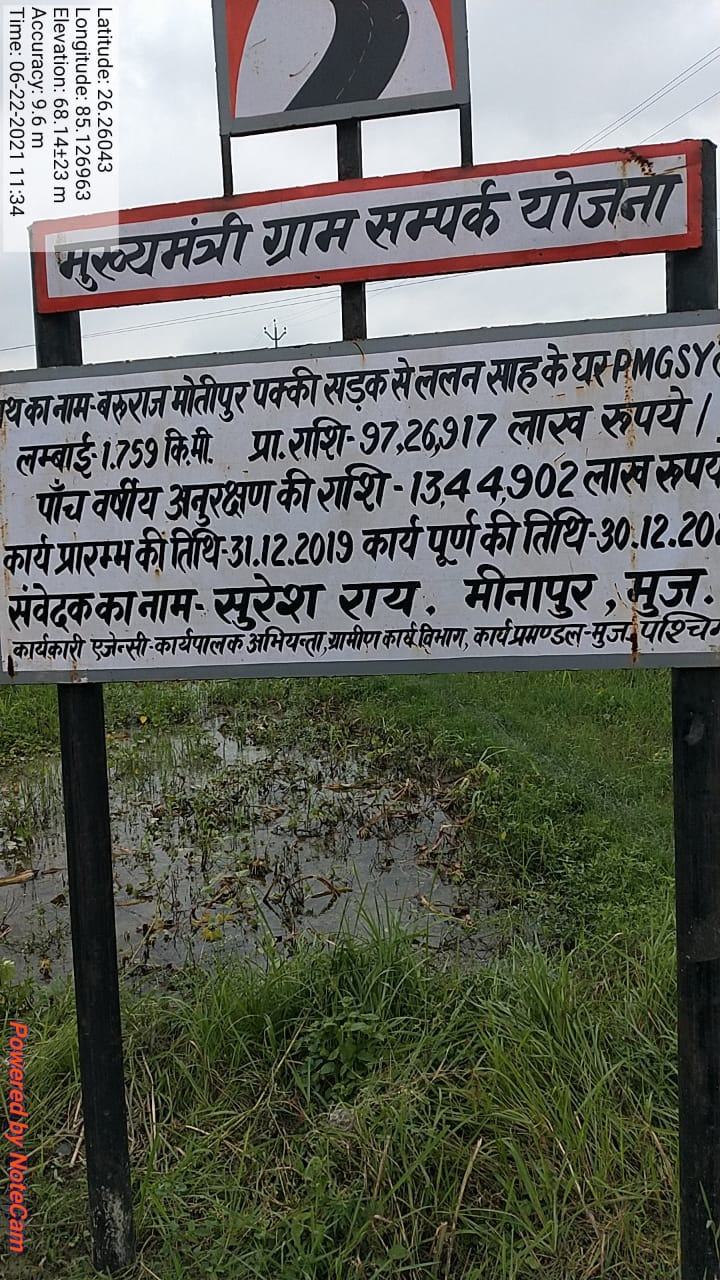 Latitude: 26.26043
Longitude: 85.126963
Elevation: 68.14±23 m
Accuracy: 9.6 m
Time: 06-22-2021 11:34
मुख्यमंत्री ग्राम सम्पर्क योजना
का नाम-बरुराज मोतीपुर पक्की सड़क से ललन साह के घर PMGSY
लम्बाई-1.759 कि.मी. प्रा.राशि-97,26,917 लाख रूपये।
पाँच वर्षीय अनुरक्षण की राशि-13,44,902 लाख रूपये
कार्य प्रारम्भ की तिथि-31.12.2019 कार्य पूर्ण की तिथि-30.12.202
संवेदक का नाम-सुरेश राय. मीनापुर, मुज.
कार्यकारी एजेन्सी-कार्यपालक अभियन्ता,ग्रामीण कार्य विभाग, कार्य प्रमण्डल-मुज.पश्चि
Powered by NoteCam